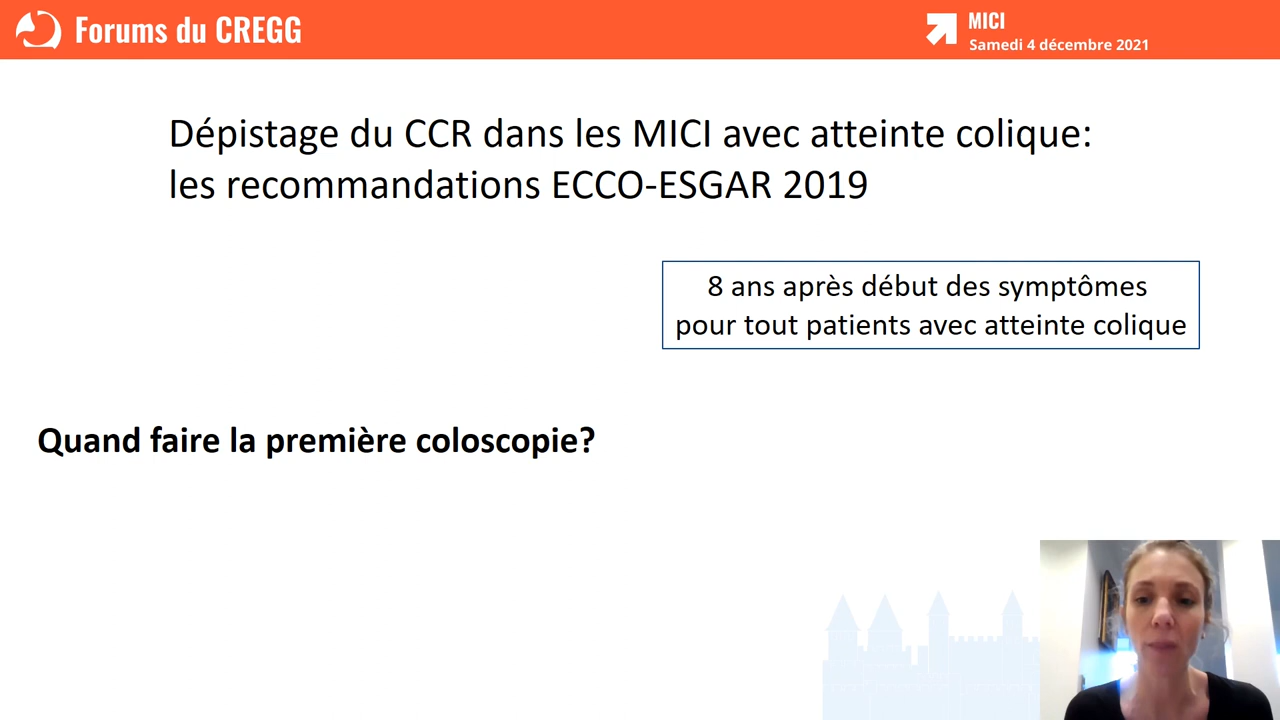 Forums du CREGG
MICI
Samedi 4 décembre 2021
Dépistage du CCR dans les MICI avec atteinte colique:
les recommandations ECCO-ESGAR 2019
8 ans après début des symptômes
pour tout patients avec atteinte colique
Quand faire la première coloscopie?